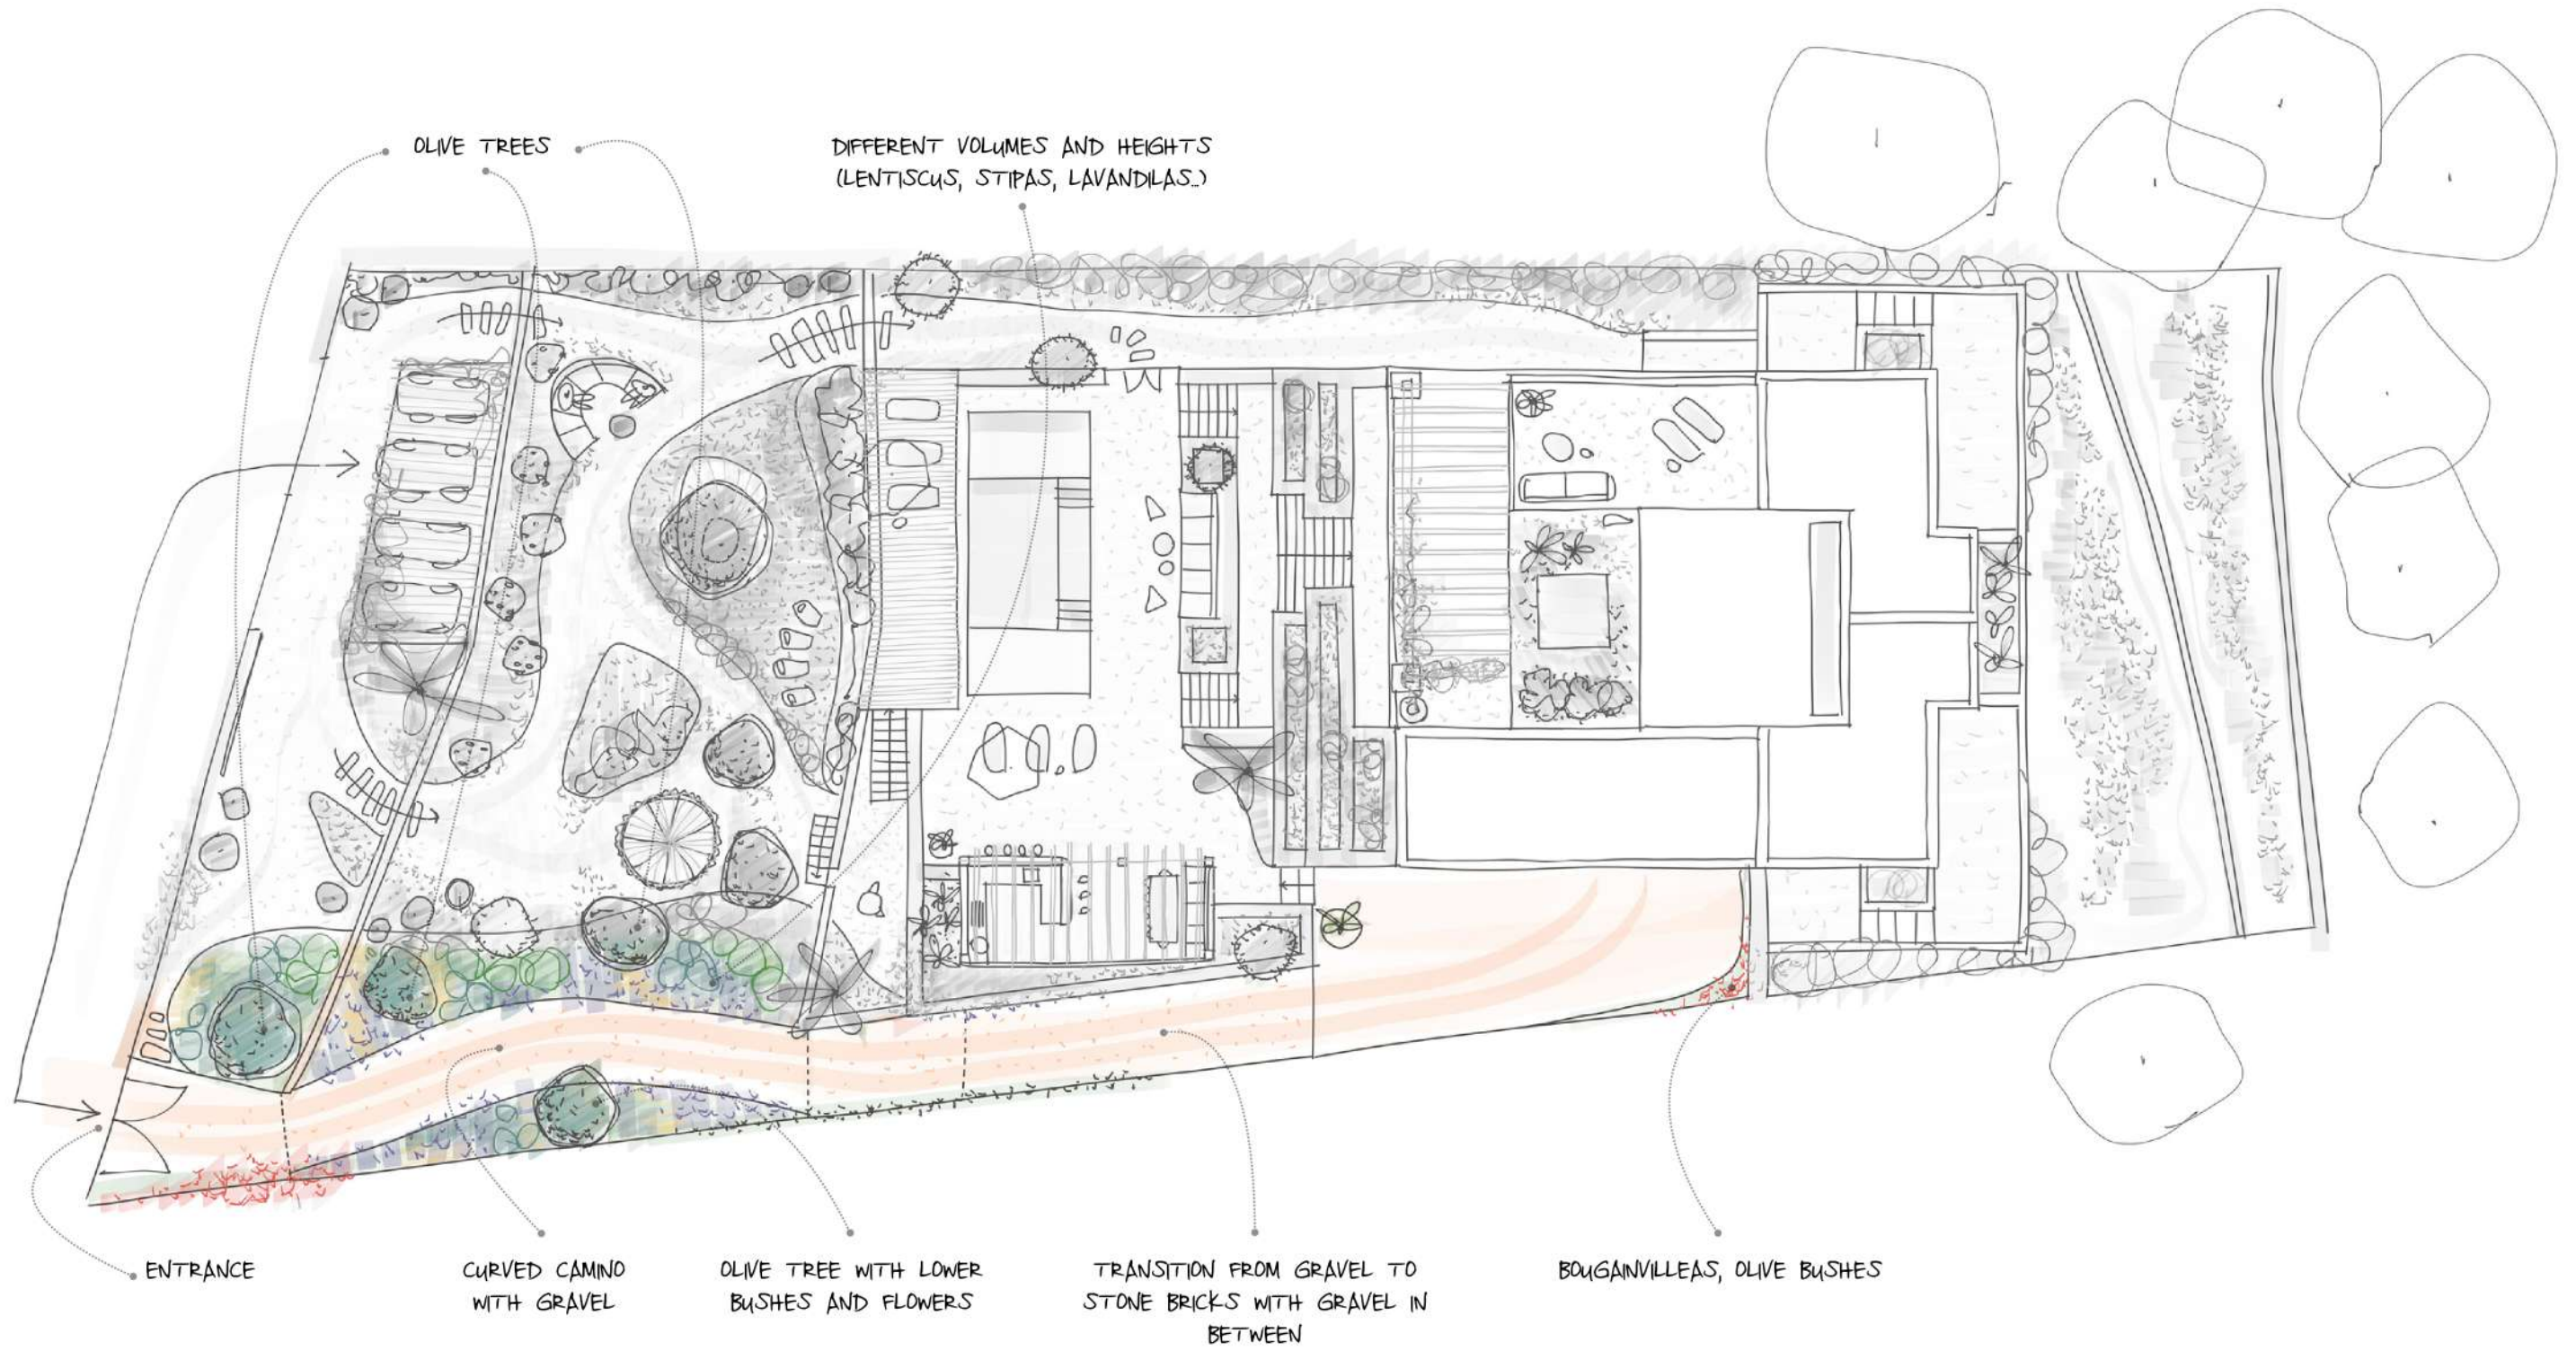 OLIVE TREES
DIFFERENT VOLUMES AND HEIGHTS
(LENTISCUS, STIPAS, LAVANDILAS...)
ENTRANCE
CURVED CAMINO
WITH GRAVEL
OLIVE TREE WITH LOWER
BUSHES AND FLOWERS
TRANSITION FROM GRAVEL TO
STONE BRICKS WITH GRAVEL IN
BETWEEN
BOUGAINVILLEAS, OLIVE BUSHES